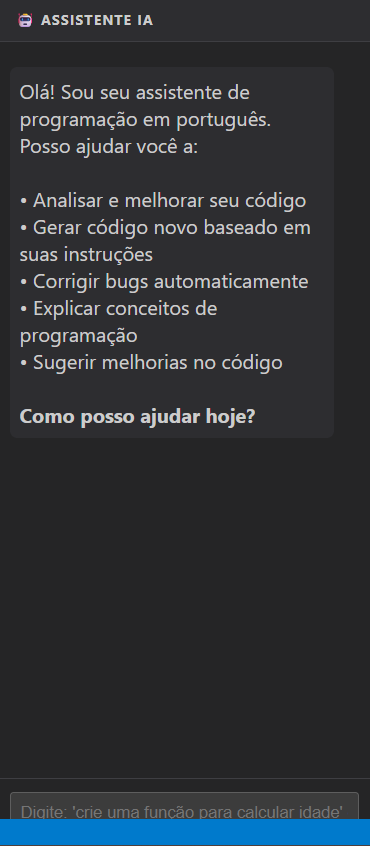 ASSISTENTE IA
Olá! Sou seu assistente de
programação em português.
Posso ajudar você a:
• Analisar e melhorar seu código
• Gerar código novo baseado em
suas instruções
• Corrigir bugs automaticamente
• Explicar conceitos de
programação
• Sugerir melhorias no código
Como posso ajudar hoje?
Digite: 'crie uma função para calcular idade'